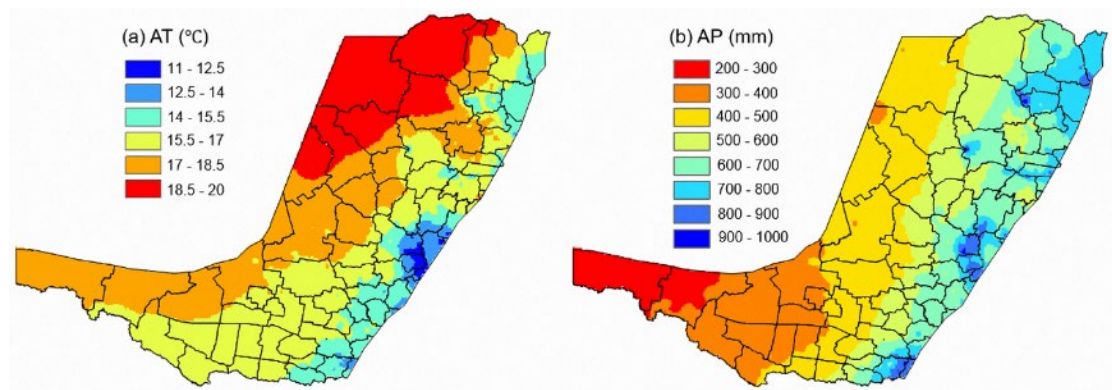 (a) AT (℃)
11 - 12.5
12.5 - 14
14 - 15.5
15.5 - 17
17 - 18.5
18.5 - 20
(b) AP (mm)
200 - 300
300 - 400
400 - 500
500 - 600
600 - 700
700 - 800
800 - 900
900 - 1000